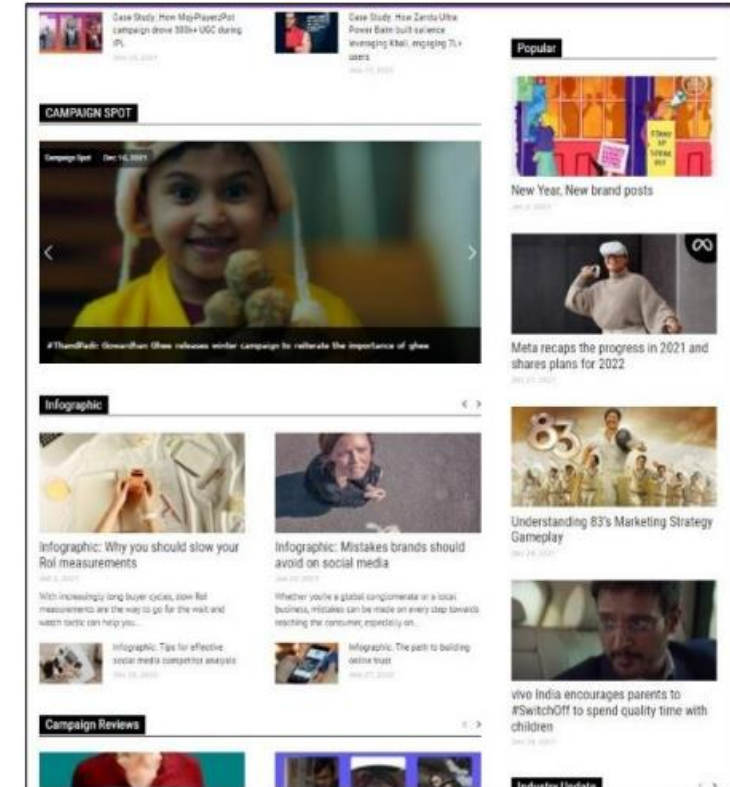 Case Study: How Moj-PlayerzPot
campaign drove 300k+ UGC during
IPL
Case Study: How Zandu Ultra
Power Balm built salience
leveraging Khali, engaging 7L+
users
CAMPAIGN SPOT
Campaign Spot Dec 16, 2021
#ThandPadi: Gowardhan Ghee releases winter campaign to reiterate the importance of ghee
Infographic
Infographic: Why you should slow your
RoI measurements
With increasingly long buyer cycles, slow RoI
measurements are the way to go for the wait and
watch tactic can help you...
Infographic: Mistakes brands should
avoid on social media
Whether you're a global conglomerate or a local
business, mistakes can be made on every step towards
reaching the consumer, especially on...
Infographic: Tips for effective
social media competitor analysis
Infographic: The path to building
online trust
Campaign Reviews
Popular
New Year, New brand posts
Meta recaps the progress in 2021 and
shares plans for 2022
83
Understanding 83's Marketing Strategy
Gameplay
vivo India encourages parents to
#SwitchOff to spend quality time with
children
Industry Update